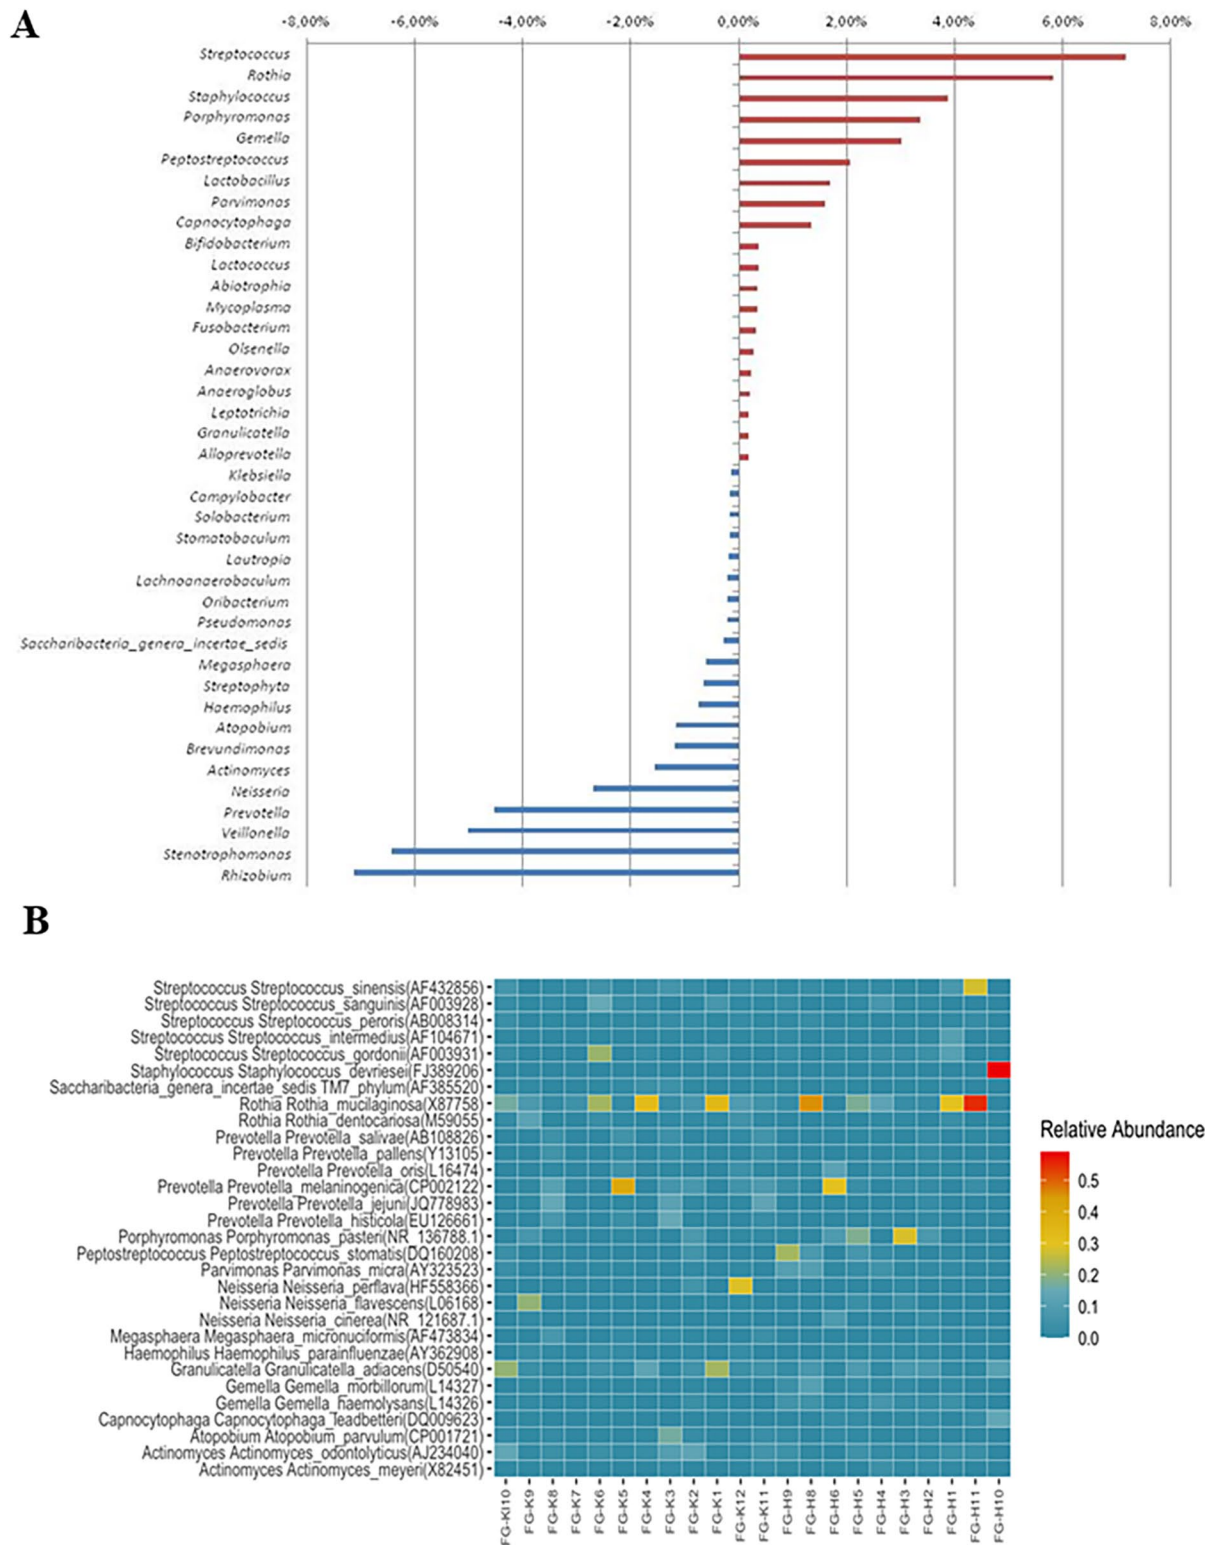 A
-8,00% -6,00% -4,00% -2,00% 0,00% 2,00% 4,00% 6,00% 8,00%
Streptococcus
Rothia
Staphylococcus
Porphyromonas
Gemella
Peptostreptococcus
Lactobacillus
Parvimonas
Capnocytophaga
Bifidobacterium
Lactococcus
Abiotrophia
Mycoplasma
Fusobacterium
Olsenella
Anaerovorax
Anaeroglobus
Leptotrichia
Granulicatella
Alloprevotella
Klebsiella
Campylobacter
Solobacterium
Stomatobaculum
Lautropia
Lachnoanaerobaculum
Oribacterium
Pseudomonas
Saccharibacteria_genera_incertae_sedis
Megasphaera
Streptophyta
Haemophilus
Atopobium
Brevundimonas
Actinomyces
Neisseria
Prevotella
Veillonella
Stenotrophomonas
Rhizobium
B
Streptococcus Streptococcus_sinensis(AF432856)
Streptococcus Streptococcus_sanguinis(AF003928)
Streptococcus Streptococcus_peroris(AB008314)
Streptococcus Streptococcus_intermedius(AF104671)
Streptococcus Streptococcus_gordonii(AF003931)
Staphylococcus Staphylococcus_devriesei(FJ389206)
Saccharibacteria_genera_incertae_sedis TM7_phylum(AF385520)
Rothia Rothia_mucilaginosa(X87758)
Rothia Rothia_dentocariosa(M59055)
Prevotella Prevotella_salivae(AB108826)
Prevotella Prevotella_pallens(Y13105)
Prevotella Prevotella_oris(L16474)
Prevotella Prevotella_melaninogenica(CP002122)
Prevotella Prevotella_jejuni(JQ778983)
Prevotella Prevotella_histicola(EU126661)
Porphyromonas Porphyromonas_pasteri(NR_136788.1)
Peptostreptococcus Peptostreptococcus_stomatis(DQ160208)
Parvimonas Parvimonas_micra(AY323523)
Neisseria Neisseria_perflava(HF558366)
Neisseria Neisseria_flavescens(L06168)
Neisseria Neisseria_cinerea(NR_121687.1)
Megasphaera Megasphaera_micronuciformis(AF473834)
Haemophilus Haemophilus_parainfluenzae(AY362908)
Granulicatella Granulicatella_adiacens(D50540)
Gemella Gemella_morbillorum(L14327)
Gemella Gemella_haemolysans(L14326)
Capnocytophaga Capnocytophaga_leadbetteri(DQ009623)
Atopobium Atopobium_parvulum(CP001721)
Actinomyces Actinomyces_odontolyticus(AJ234040)
Actinomyces Actinomyces_meyeri(X82451)
FG-KI10 FG-K9 FG-K8 FG-K7 FG-K6 FG-K5 FG-K4 FG-K3 FG-K2 FG-K1 FG-K12 FG-K11 FG-H9 FG-H8 FG-H6 FG-H5 FG-H4 FG-H3 FG-H2 FG-H1 FG-H11 FG-H10
Relative Abundance
0.5
0.4
0.3
0.2
0.1
0.0